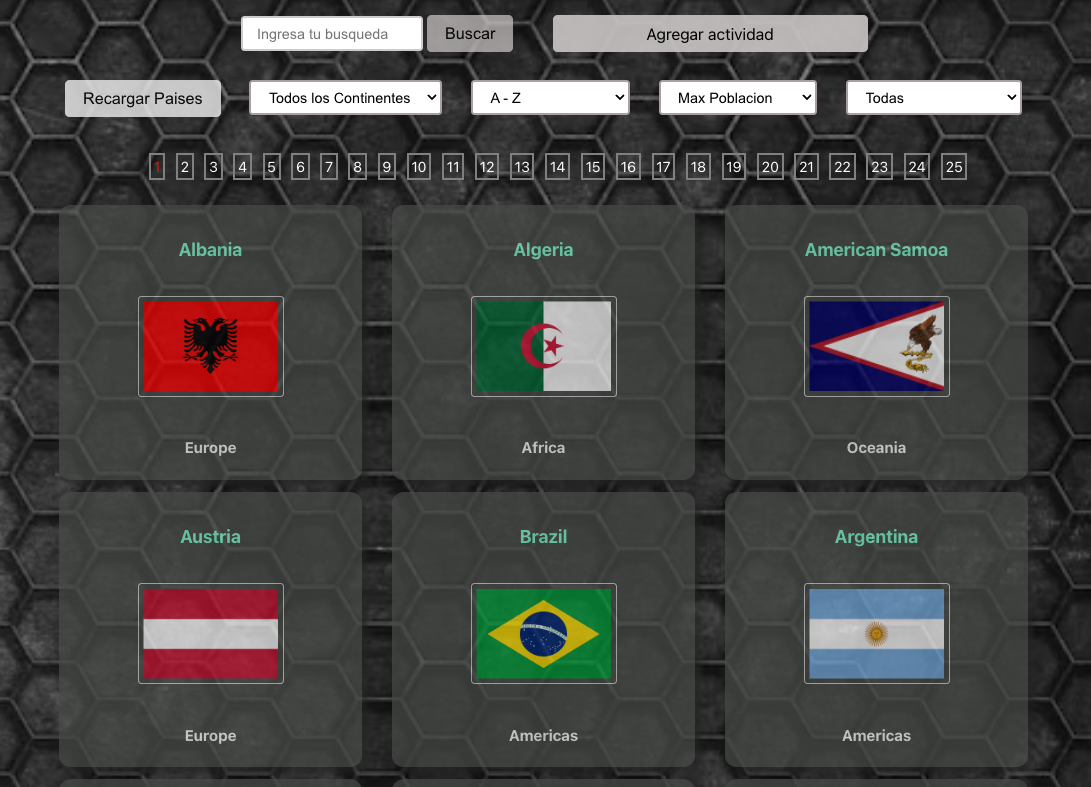 Ingresa tu busqueda Buscar Agregar actividad
Recargar Paises Todos los Continentes A - Z Max Poblacion Todas
1 2 3 4 5 6 7 8 9 10 11 12 13 14 15 16 17 18 19 20 21 22 23 24 25
Albania Algeria American Samoa
Europe Africa Oceania
Austria Brazil Argentina
Europe Americas Americas